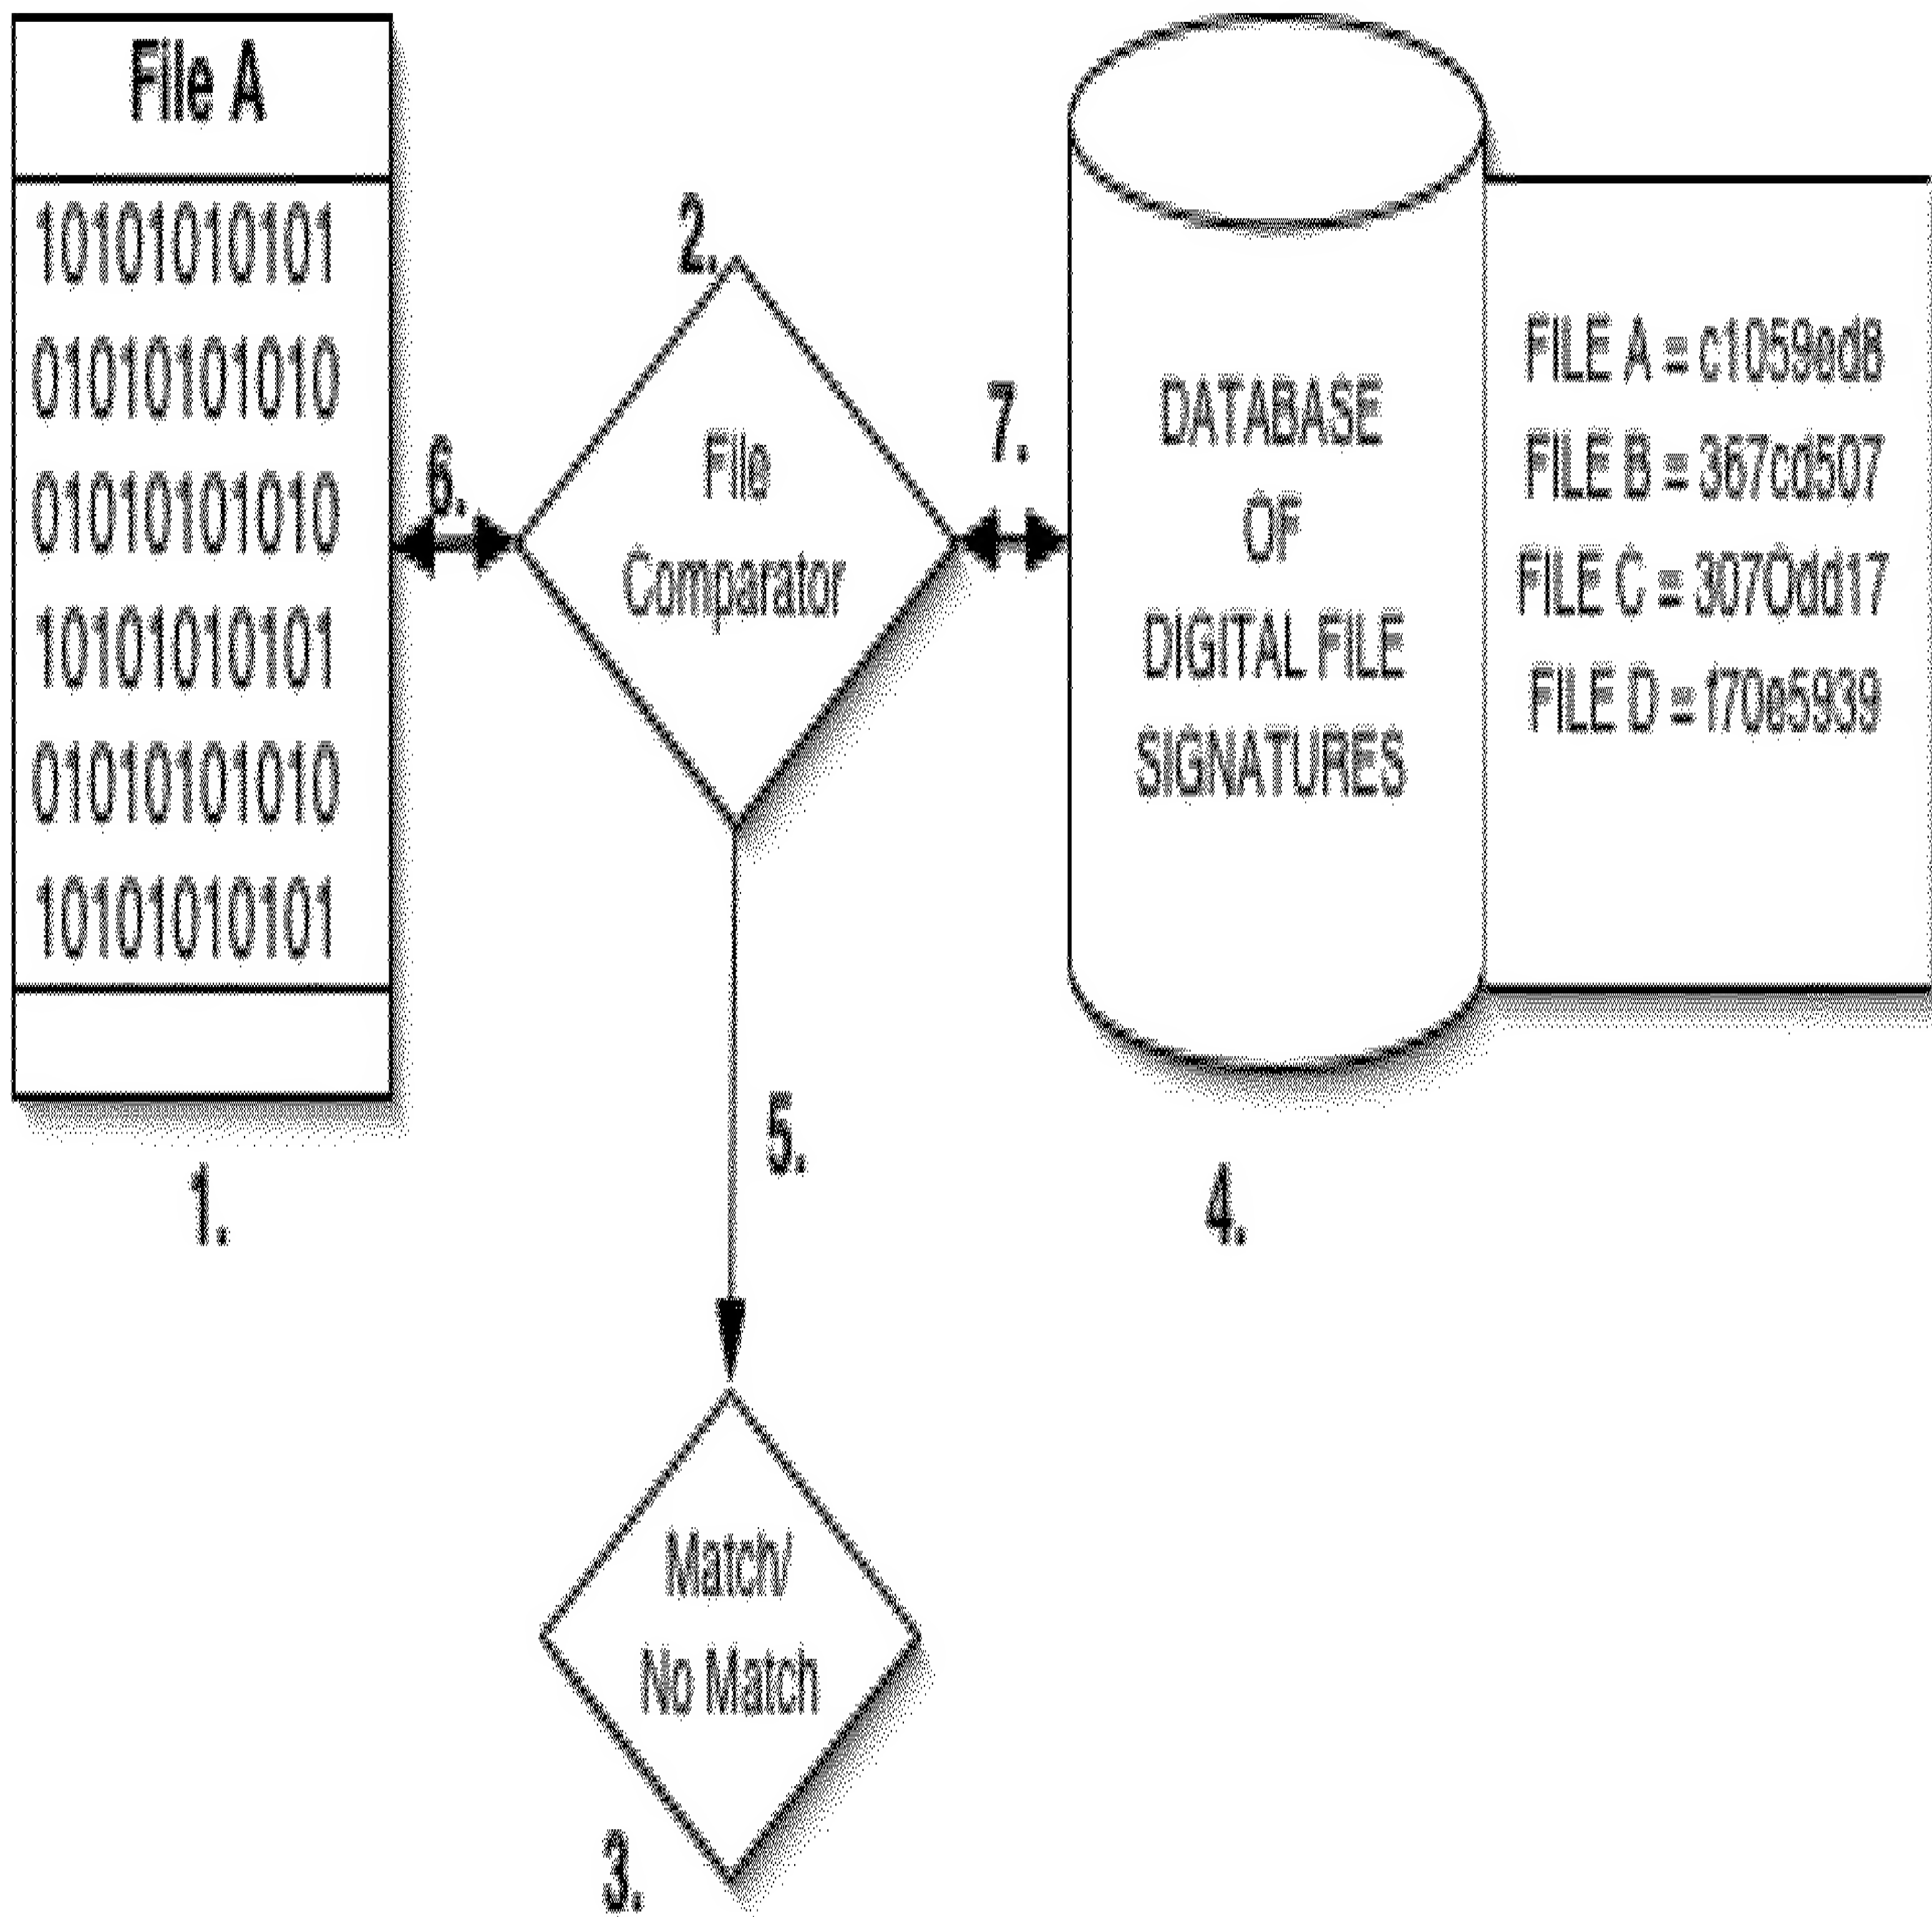 File A
10101010101
01010101010
01010101010
10101010101
01010101010
10101010101
1.
2.
File
Comparator
6.
7.
DATABASE
OF
DIGITAL FILE
SIGNATURES
FILE A = c1059ed8
FILE B = 367cd507
FILE C = 3070dd17
FILE D = f70e5939
4.
5.
Match/
No Match
3.